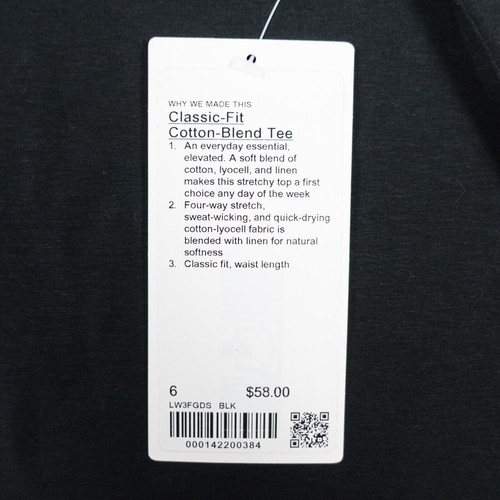 WHY WE MADE THIS
Classic-Fit
Cotton-Blend Tee
1. An everyday essential,
elevated. A soft blend of
cotton, lyocell, and linen
makes this stretchy top a first
choice any day of the week
2. Four-way stretch,
sweat-wicking, and quick-drying
cotton-lyocell fabric is
blended with linen for natural
softness
3. Classic fit, waist length
6 $58.00
LW3FGDS BLK
000142200384